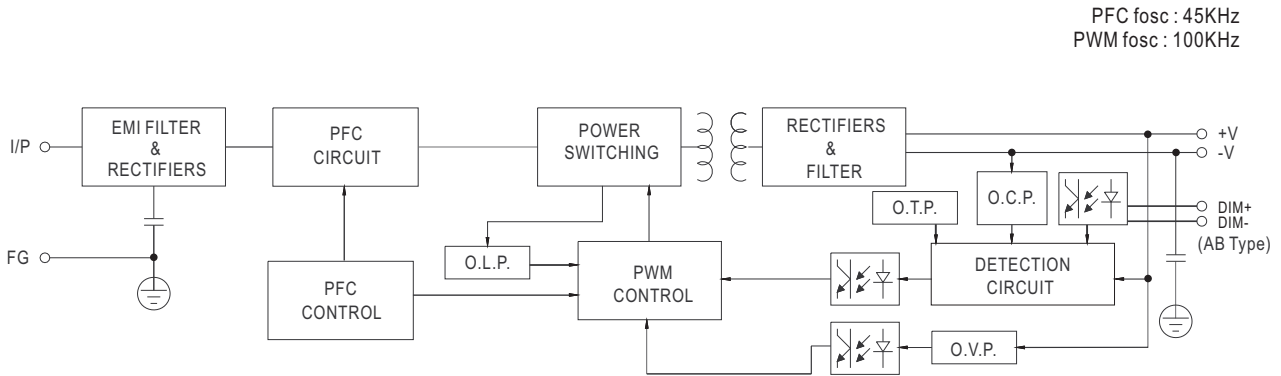 PFC fosc : 45KHz
PWM fosc : 100KHz
I/P
EMI FILTER
&
RECTIFIERS
PFC
CIRCUIT
POWER
SWITCHING
RECTIFIERS
&
FILTER
+V
-V
O.T.P.
O.C.P.
DIM+
DIM-
(AB Type)
FG
O.L.P.
PFC
CONTROL
PWM
CONTROL
DETECTION
CIRCUIT
O.V.P.